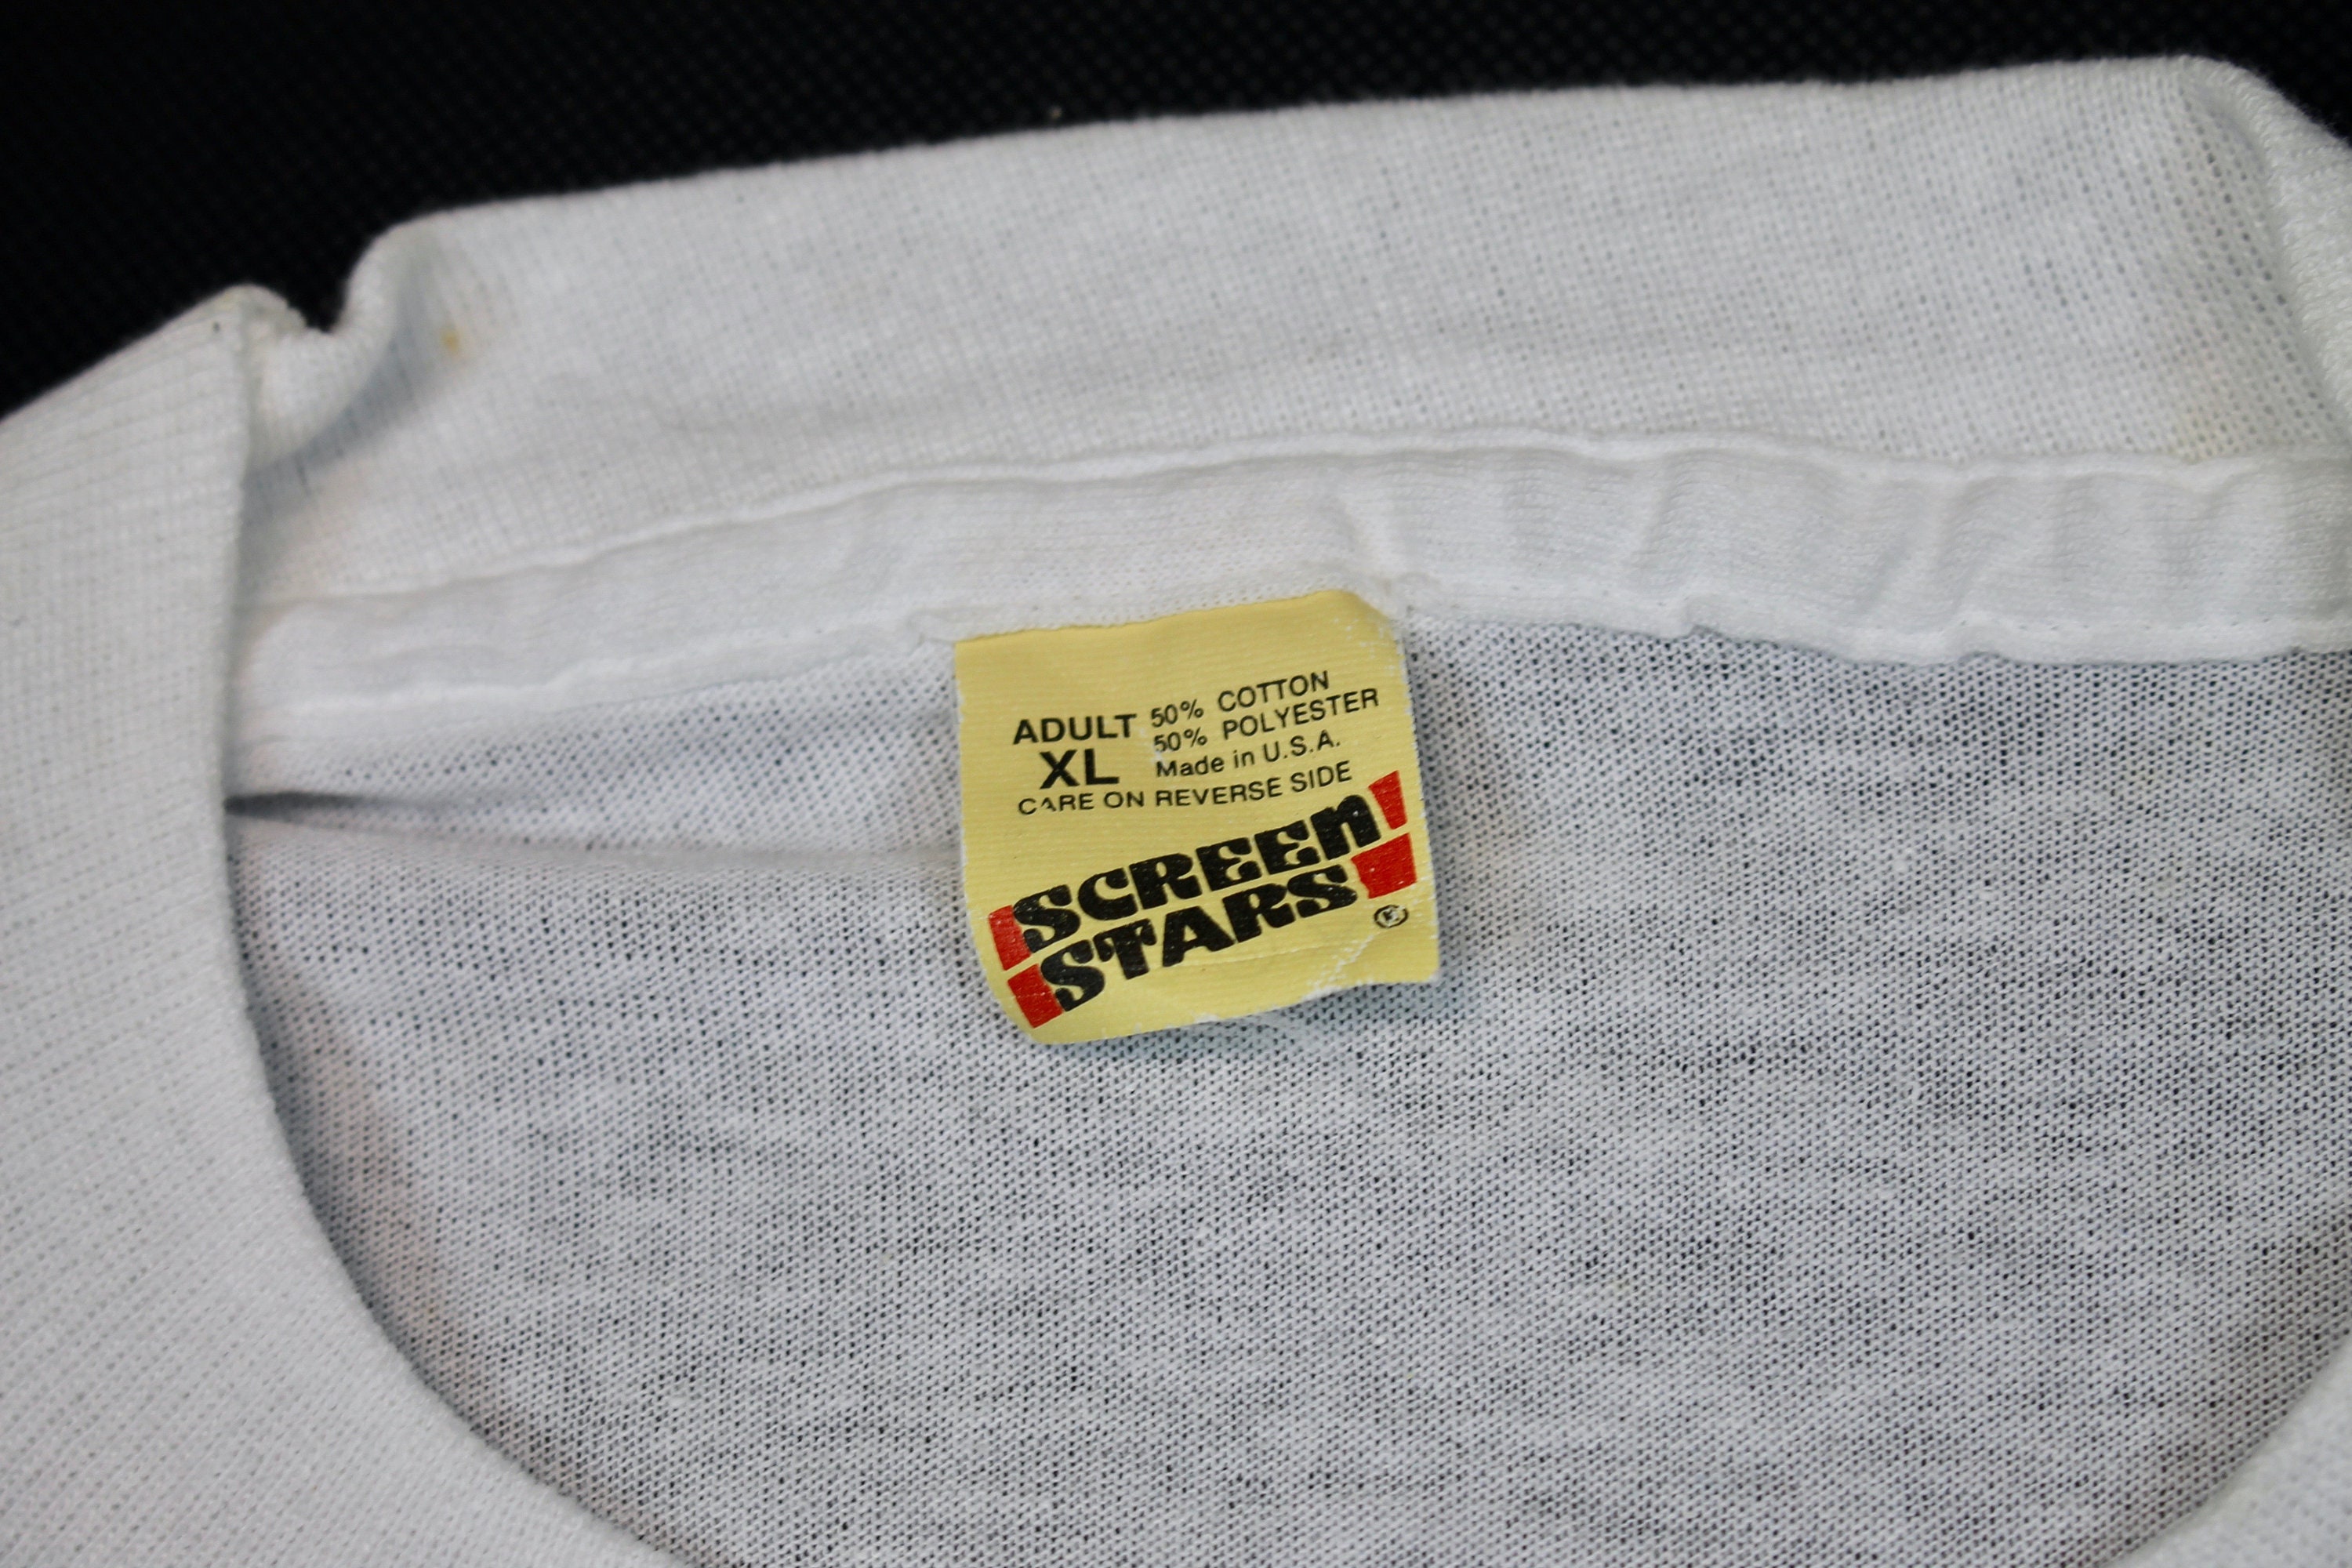 ADULT 50% COTTON
XL 50% POLYESTER
Made in U.S.A.
CARE ON REVERSE SIDE
SCREEN
STARS
®